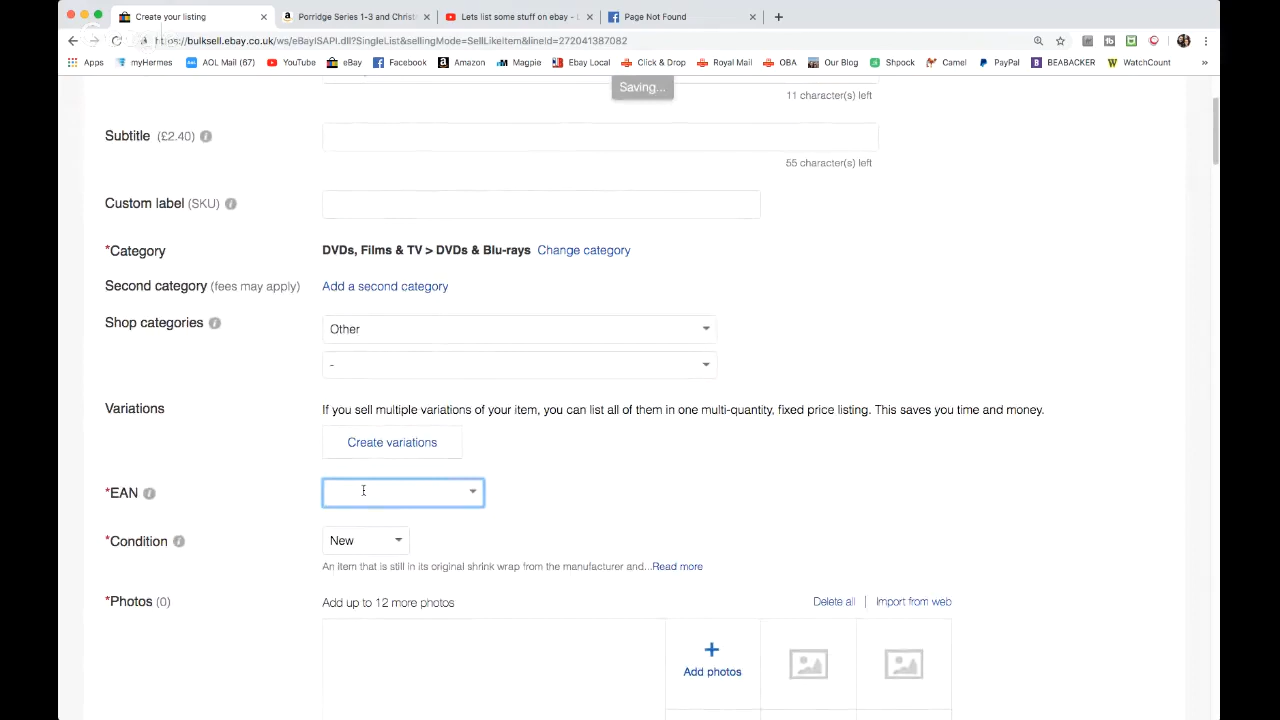 Create your listing
Porridge Series 1-3 and Christ
Lets list some stuff on ebay - L
Page Not Found
https://bulksell.ebay.co.uk/ws/eBayISAPI.dll?SingleList&sellingMode=SellLikeItem&lineId=272041387082
Apps myHermes AOL Mail (67) YouTube eBay Facebook Amazon Magpie Ebay Local Click & Drop Royal Mail OBA Our Blog Shpock Camel PayPal BEABACKER WatchCount »
Saving...
11 character(s) left
Subtitle (£2.40)
55 character(s) left
Custom label (SKU)
*Category DVDs, Films & TV > DVDs & Blu-rays Change category
Second category (fees may apply) Add a second category
Shop categories Other
-
Variations If you sell multiple variations of your item, you can list all of them in one multi-quantity, fixed price listing. This saves you time and money.
Create variations
*EAN
*Condition New
An item that is still in its original shrink wrap from the manufacturer and...Read more
*Photos (0) Add up to 12 more photos Delete all | Import from web
+
Add photos